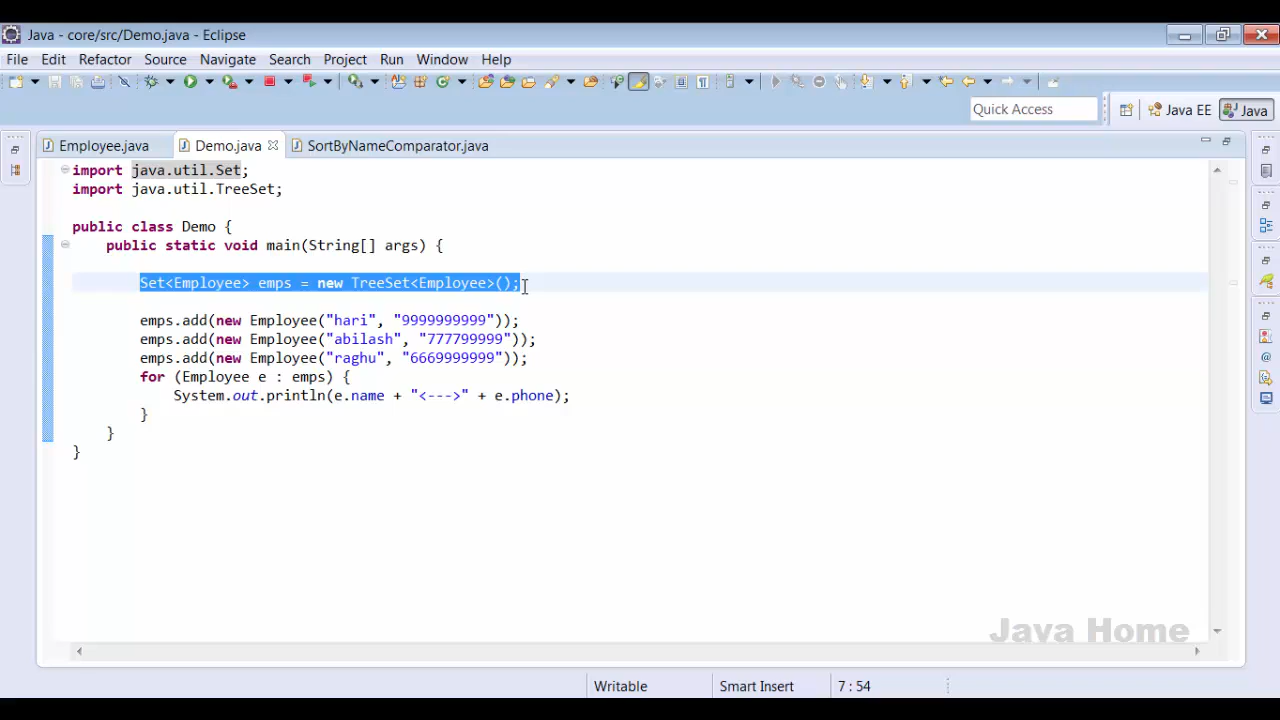 Java - core/src/Demo.java - Eclipse
File Edit Refactor Source Navigate Search Project Run Window Help
Quick Access Java EE Java
Employee.java Demo.java SortByNameComparator.java
import java.util.Set;
import java.util.TreeSet;
public class Demo {
public static void main(String[] args) {
Set<Employee> emps = new TreeSet<Employee>();
emps.add(new Employee("hari", "9999999999"));
emps.add(new Employee("abilash", "777799999"));
emps.add(new Employee("raghu", "6669999999"));
for (Employee e : emps) {
System.out.println(e.name + "<--->" + e.phone);
}
}
}
Java Home
Writable Smart Insert 7 : 54